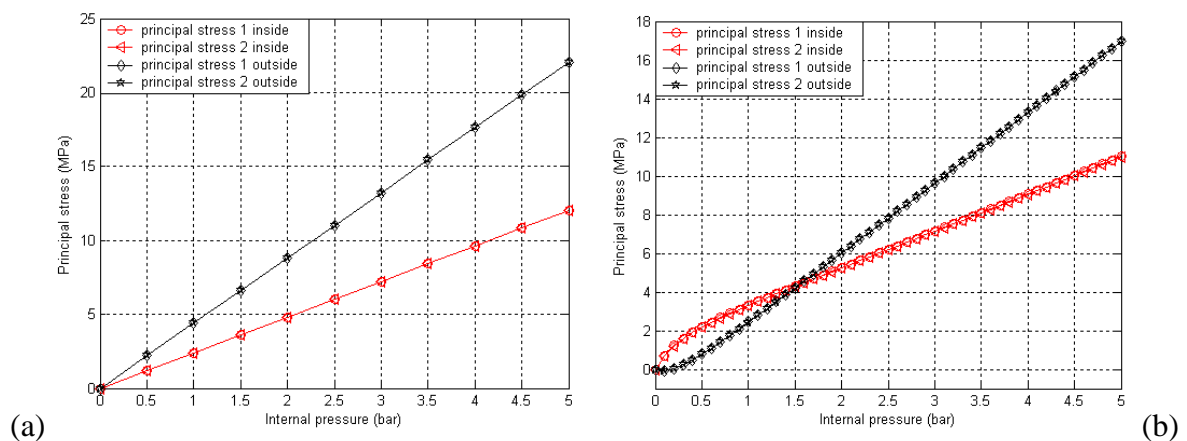 25
20
15
10
5
0
Principal stress (MPa)
principal stress 1 inside
principal stress 2 inside
principal stress 1 outside
principal stress 2 outside
0 0.5 1 1.5 2 2.5 3 3.5 4 4.5 5
Internal pressure (bar)
(a)
18
16
14
12
10
8
6
4
2
0
Principal stress (MPa)
principal stress 1 inside
principal stress 2 inside
principal stress 1 outside
principal stress 2 outside
0 0.5 1 1.5 2 2.5 3 3.5 4 4.5 5
Internal pressure (bar)
(b)